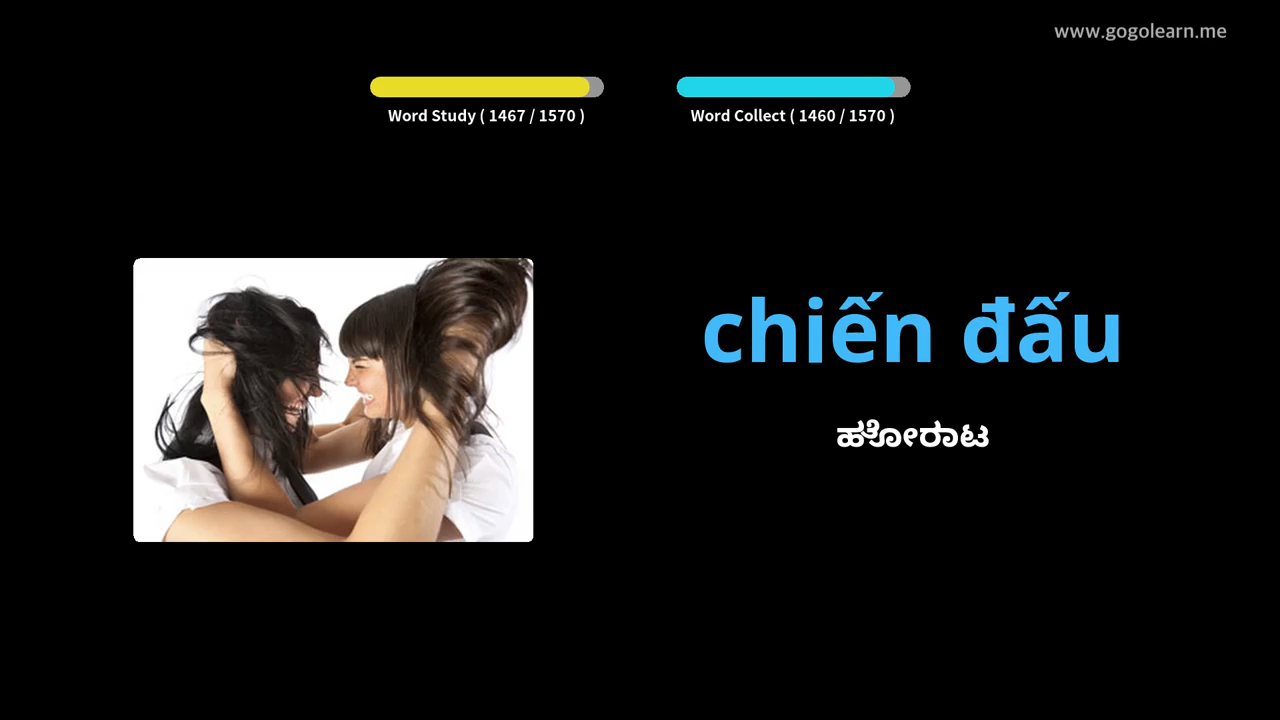 www.gogolearn.me
Word Study ( 1467 / 1570 )
Word Collect ( 1460 / 1570 )
chiến đấu
ಹೋರಾಟ